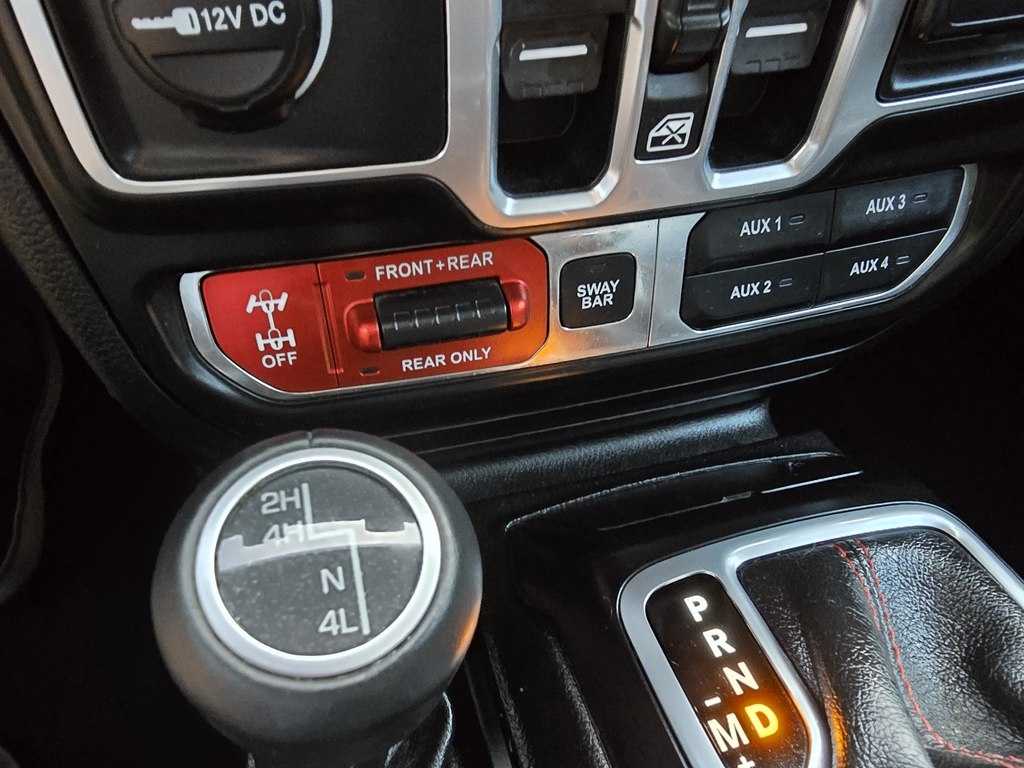 12V DC
FRONT+REAR
OFF
REAR ONLY
SWAY
BAR
AUX 1
AUX 3
AUX 2
AUX 4
2H
4H
N
4L
P
R
N
D
-
M
+